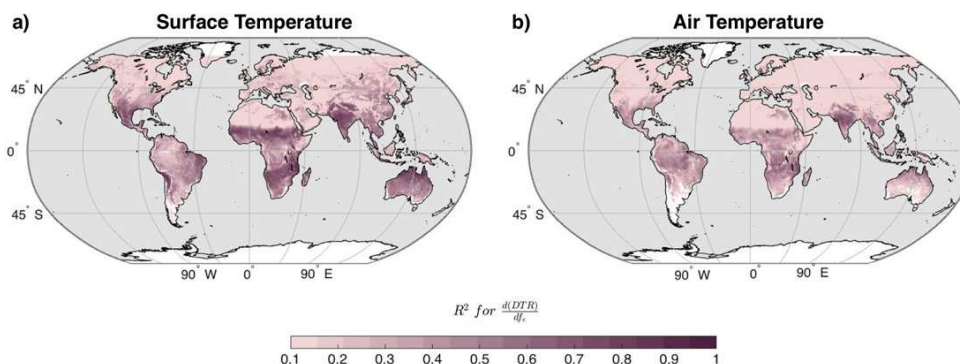 a) Surface Temperature
b) Air Temperature
45° N
0°
45° S
90° W 0° 90° E
45° N
0°
45° S
90° W 0° 90° E
R² for d(DTR)/df_c
0.1 0.2 0.3 0.4 0.5 0.6 0.7 0.8 0.9 1